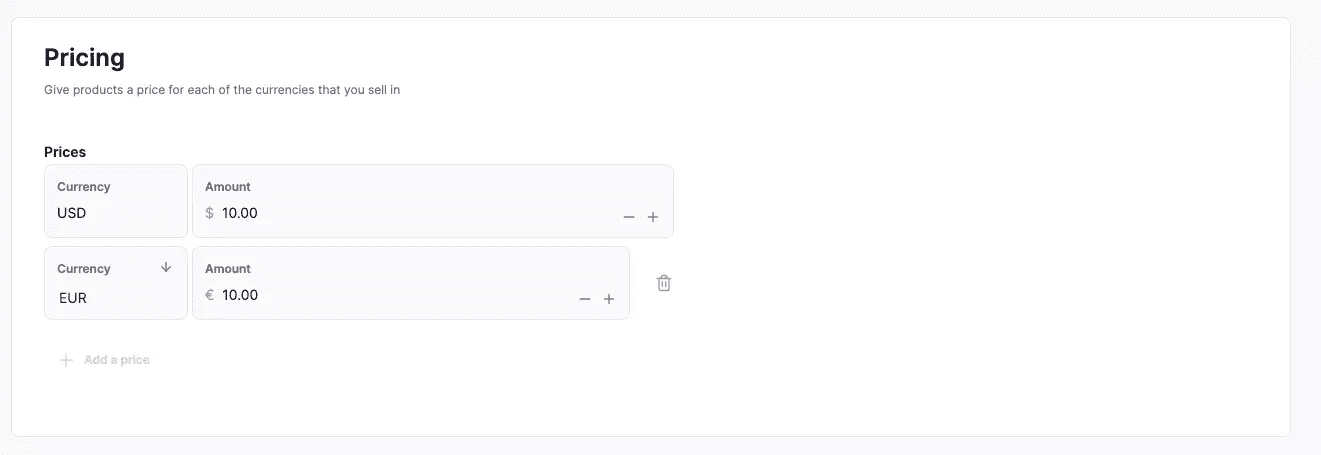 Pricing
Give products a price for each of the currencies that you sell in
Prices
Currency
USD
Amount
$ 10.00
Currency
EUR
Amount
€ 10.00
Add a price